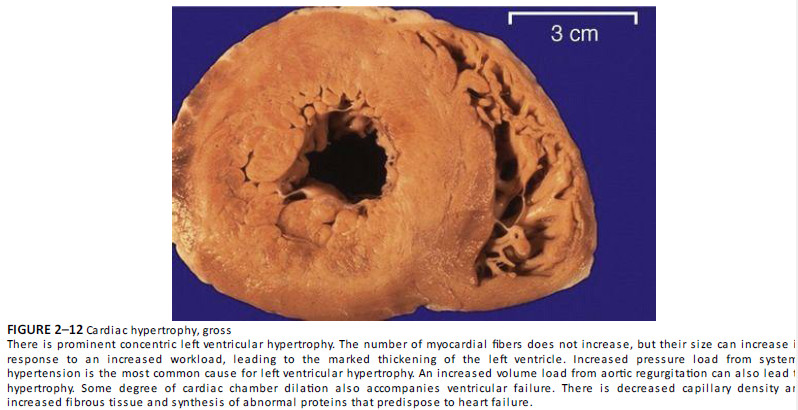 3 cm
FIGURE 2–12 Cardiac hypertrophy, gross
There is prominent concentric left ventricular hypertrophy. The number of myocardial fibers does not increase, but their size can increase
response to an increased workload, leading to the marked thickening of the left ventricle. Increased pressure load from
hypertension is the most common cause for left ventricular hypertrophy. An increased volume load from aortic regurgitation can also lead
hypertrophy. Some degree of cardiac chamber dilation also accompanies ventricular failure. There is decreased capillary density
increased fibrous tissue and synthesis of abnormal proteins that predispose to heart failure.